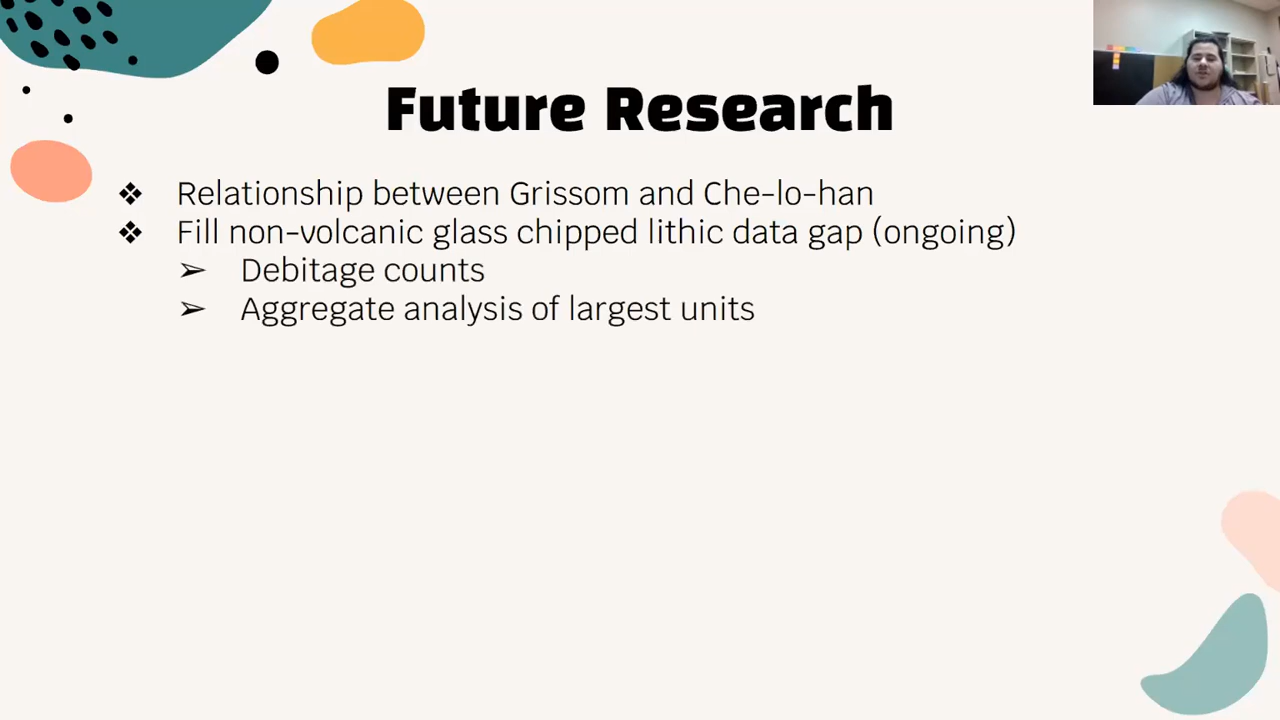 Future Research
❖ Relationship between Grissom and Che-lo-han
❖ Fill non-volcanic glass chipped lithic data gap (ongoing)
➢ Debitage counts
➢ Aggregate analysis of largest units